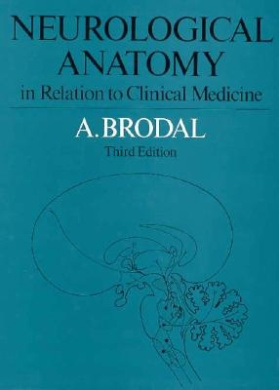 NEUROLOGICAL
ANATOMY
in Relation to Clinical Medicine
A. BRODAL
Third Edition